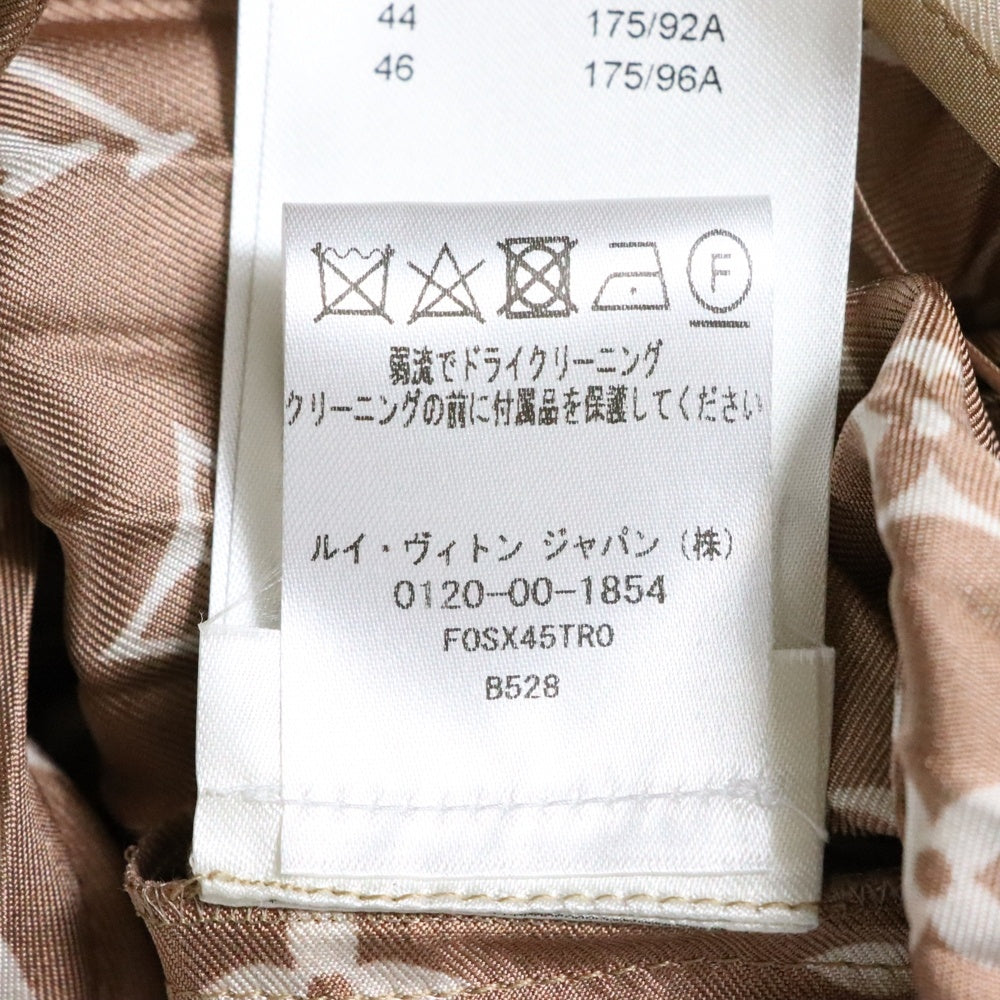 44 175/92A
46 175/96A
F
弱流でドライクリーニング
クリーニングの前に付属品を保護してください
ルイ・ヴィトン ジャパン (株)
0120-00-1854
FOSX45TRO
B528